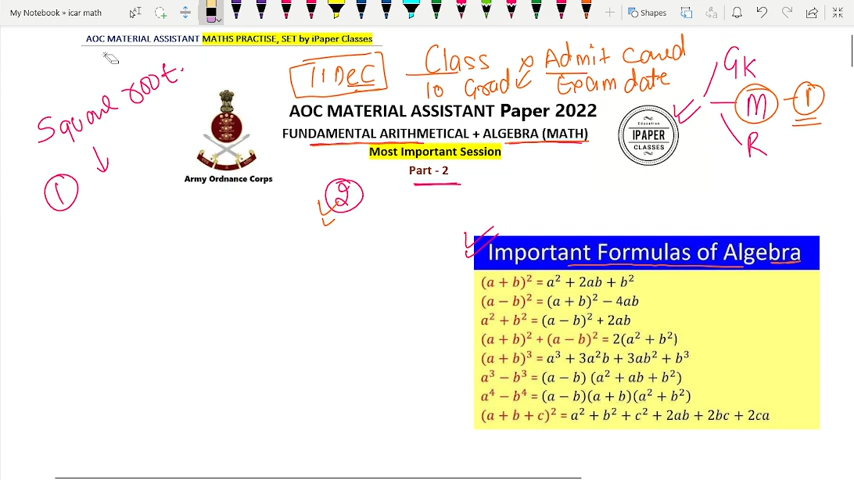 My Notebook » icar math
Shapes
AOC MATERIAL ASSISTANT MATHS PRACTISE, SET by iPaper Classes
11 DEC
Class
10 Grad
Admit card
Exam date
GK
M
1
R
Square root.
1
AOC MATERIAL ASSISTANT Paper 2022
FUNDAMENTAL ARITHMETICAL + ALGEBRA (MATH)
Most Important Session
Part - 2
2
Army Ordnance Corps
IPAPER
CLASSES
Important Formulas of Algebra
(a + b)² = a² + 2ab + b²
(a − b)² = (a + b)² − 4ab
a² + b² = (a − b)² + 2ab
(a + b)² + (a − b)² = 2(a² + b²)
(a + b)³ = a³ + 3a²b + 3ab² + b³
a³ − b³ = (a − b) (a² + ab + b²)
a⁴ − b⁴ = (a − b)(a + b)(a² + b²)
(a + b + c)² = a² + b² + c² + 2ab + 2bc + 2ca